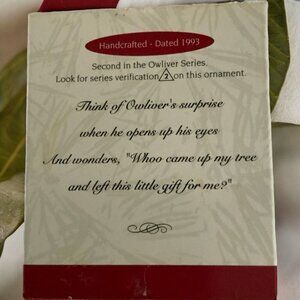 Handcrafted - Dated 1993
Second in the Owliver Series.
Look for series verification 2 on this ornament.
Think of Owliver's surprise
when he opens up his eyes
And wonders, "Whoo came up my tree
and left this little gift for me?"